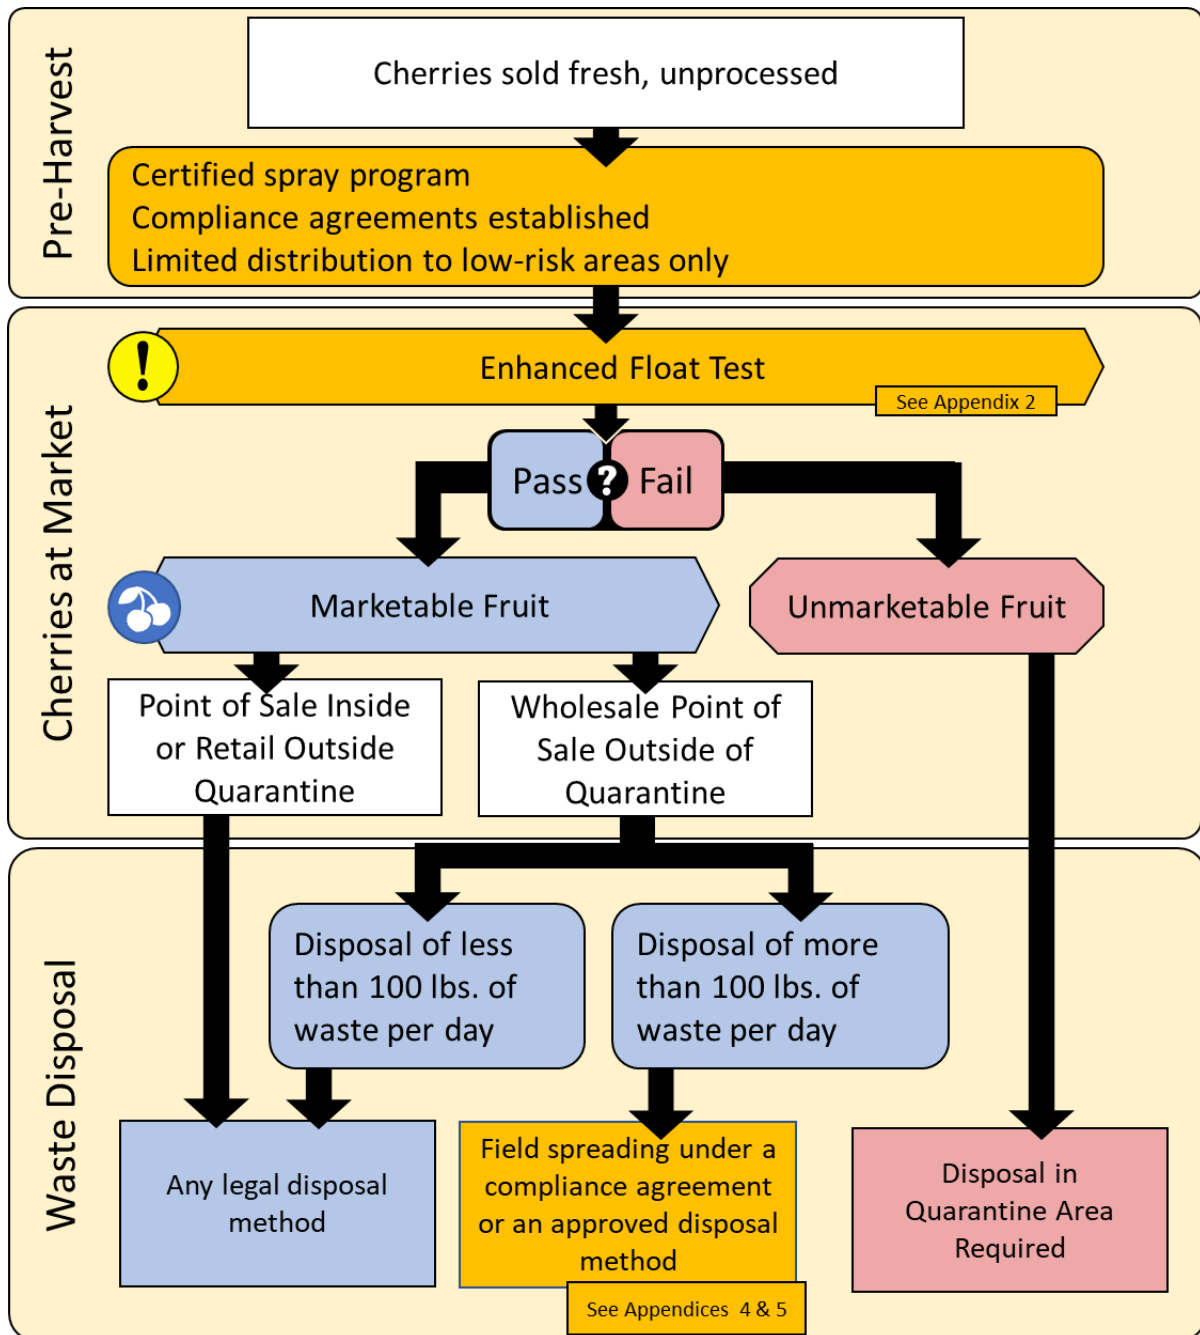 Pre-Harvest
Cherries sold fresh, unprocessed
Certified spray program
Compliance agreements established
Limited distribution to low-risk areas only
Cherries at Market
!
Enhanced Float Test
See Appendix 2
Pass ? Fail
Marketable Fruit
Unmarketable Fruit
Point of Sale Inside
or Retail Outside
Quarantine
Wholesale Point of
Sale Outside of
Quarantine
Waste Disposal
Disposal of less
than 100 lbs. of
waste per day
Disposal of more
than 100 lbs. of
waste per day
Any legal disposal
method
Field spreading under a
compliance agreement
or an approved disposal
method
See Appendices 4 & 5
Disposal in
Quarantine Area
Required